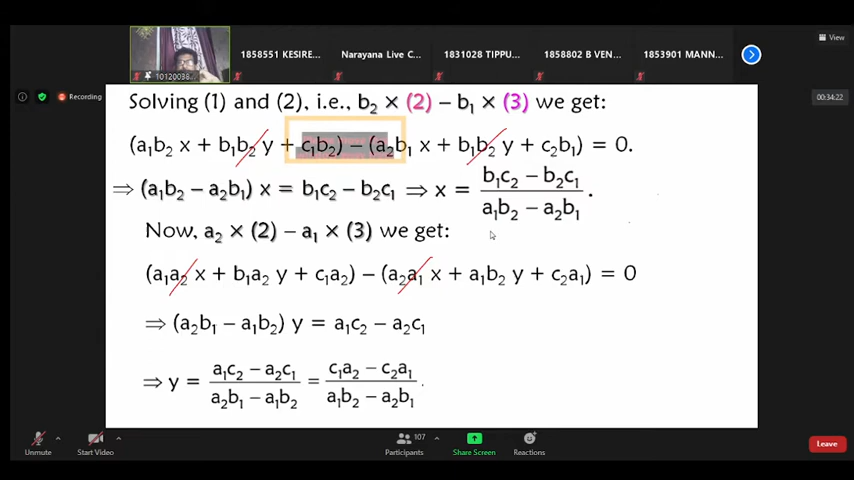 View
1858551 KESIRE... Narayana Live C... 1831028 TIPPU... 1858802 B VEN... 1853901 MANN...
10120038
Recording
00:34:22
Solving (1) and (2), i.e., b₂ × (2) – b₁ × (3) we get:
(a₁b₂ x + b₁b₂ y + c₁b₂) – (a₂b₁ x + b₁b₂ y + c₂b₁) = 0.
⇒ (a₁b₂ – a₂b₁) x = b₁c₂ – b₂c₁ ⇒ x = (b₁c₂ – b₂c₁)/(a₁b₂ – a₂b₁).
Now, a₂ × (2) – a₁ × (3) we get:
(a₁a₂ x + b₁a₂ y + c₁a₂) – (a₂a₁ x + a₁b₂ y + c₂a₁) = 0
⇒ (a₂b₁ – a₁b₂) y = a₁c₂ – a₂c₁
⇒ y = (a₁c₂ – a₂c₁)/(a₂b₁ – a₁b₂) = (c₁a₂ – c₂a₁)/(a₁b₂ – a₂b₁).
107
Unmute Start Video Participants Share Screen Reactions Leave